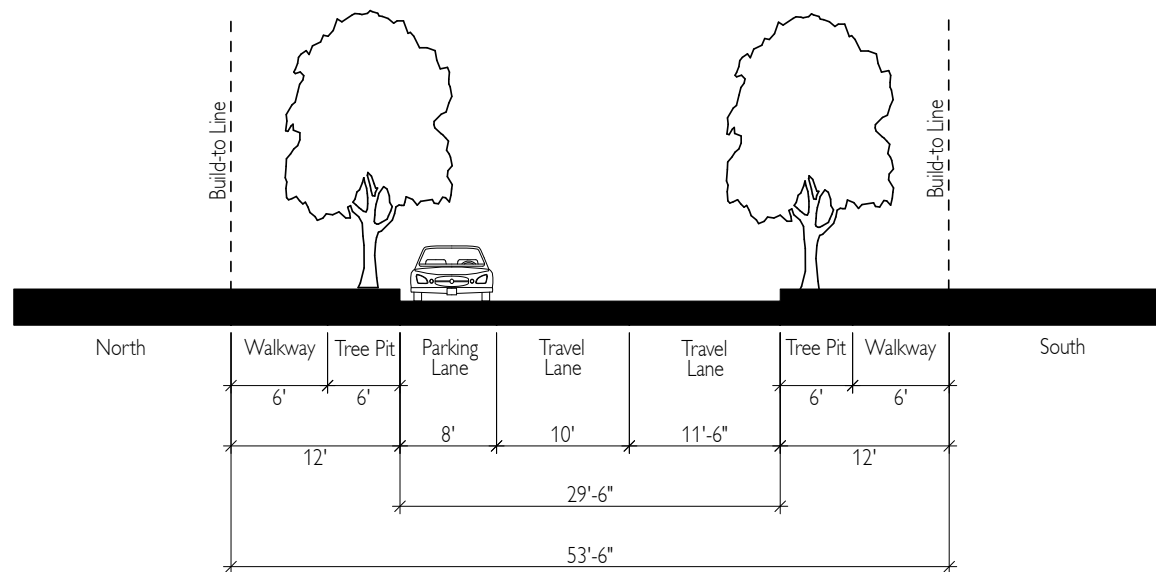 Build-to Line
Build-to Line
North
Walkway
Tree Pit
Parking
Lane
Travel
Lane
Travel
Lane
Tree Pit
Walkway
South
6'
6'
6'
6'
8'
10'
11'-6"
12'
12'
29'-6"
53'-6"